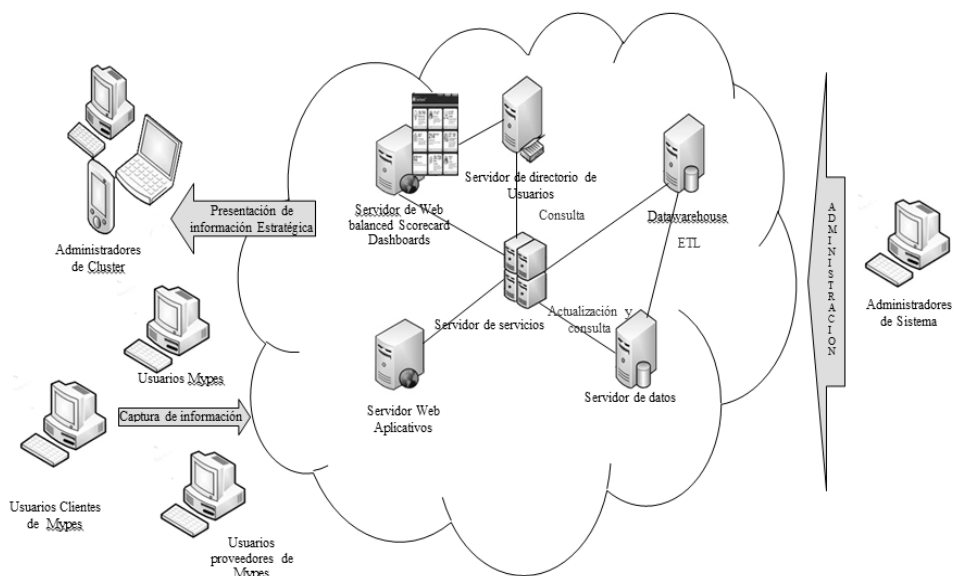 Servidor de directorio de
Usuarios
Servidor de Web
balanced Scorecard
Dashboards
Consulta
Datawarehouse
ETL
Presentación de
información Estratégica
Administradores
de Cluster
Servidor de servicios
Actualización y
consulta
Servidor de datos
Servidor Web
Aplicativos
Usuarios Mypes
Captura de información
Usuarios Clientes
de Mypes
Usuarios
proveedores de
Mypes
ADMINISTRACION
Administradores
de Sistema